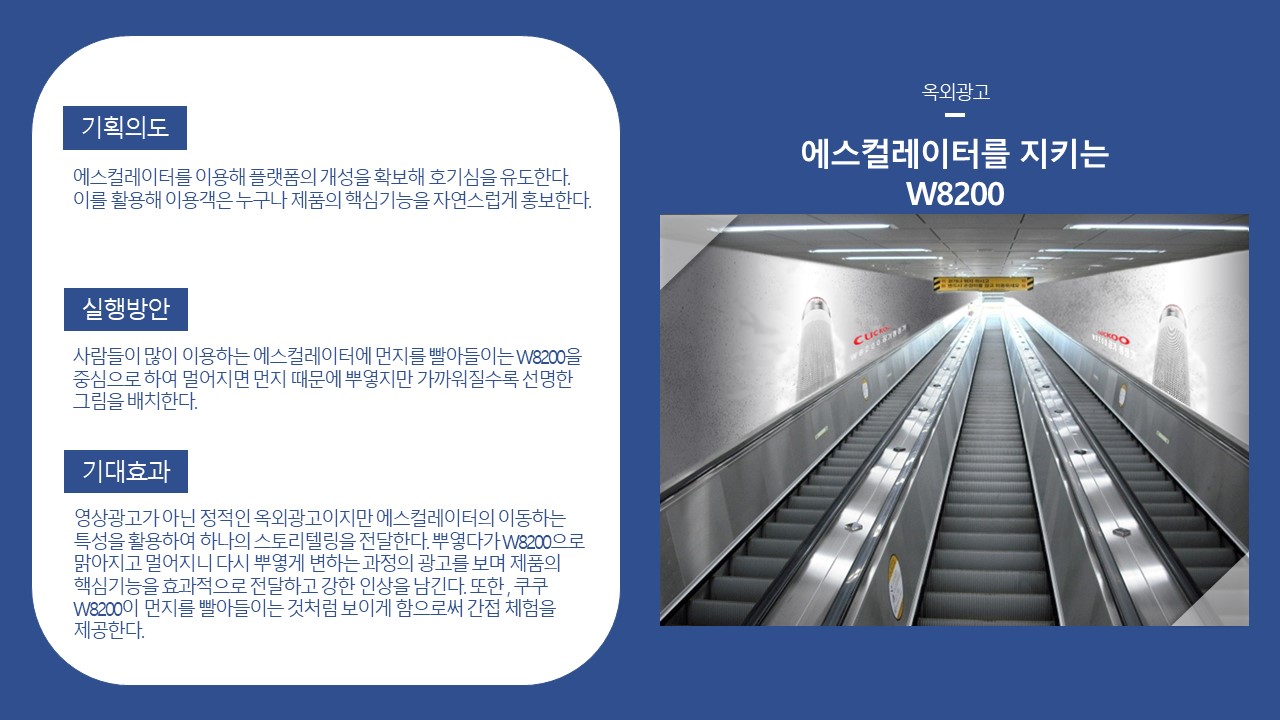 기획의도
에스컬레이터를 이용해 플랫폼의 개성을 확보해 호기심을 유도한다.
이를 활용해 이용객은 누구나 제품의 핵심기능을 자연스럽게 홍보한다.
실행방안
사람들이 많이 이용하는 에스컬레이터에 먼지를 빨아들이는 W8200을
중심으로 하여 멀어지면 먼지 때문에 뿌옇지만 가까워질수록 선명한
그림을 배치한다.
기대효과
영상광고가 아닌 정적인 옥외광고이지만 에스컬레이터의 이동하는
특성을 활용하여 하나의 스토리텔링을 전달한다. 뿌옇다가 W8200으로
맑아지고 멀어지니 다시 뿌옇게 변하는 과정의 광고를 보며 제품의
핵심기능을 효과적으로 전달하고 강한 인상을 남긴다. 또한 , 쿠쿠
W8200이 먼지를 빨아들이는 것처럼 보이게 함으로써 간접 체험을
제공한다.
옥외광고
에스컬레이터를 지키는
W8200
CUCKOO
CUCKOO